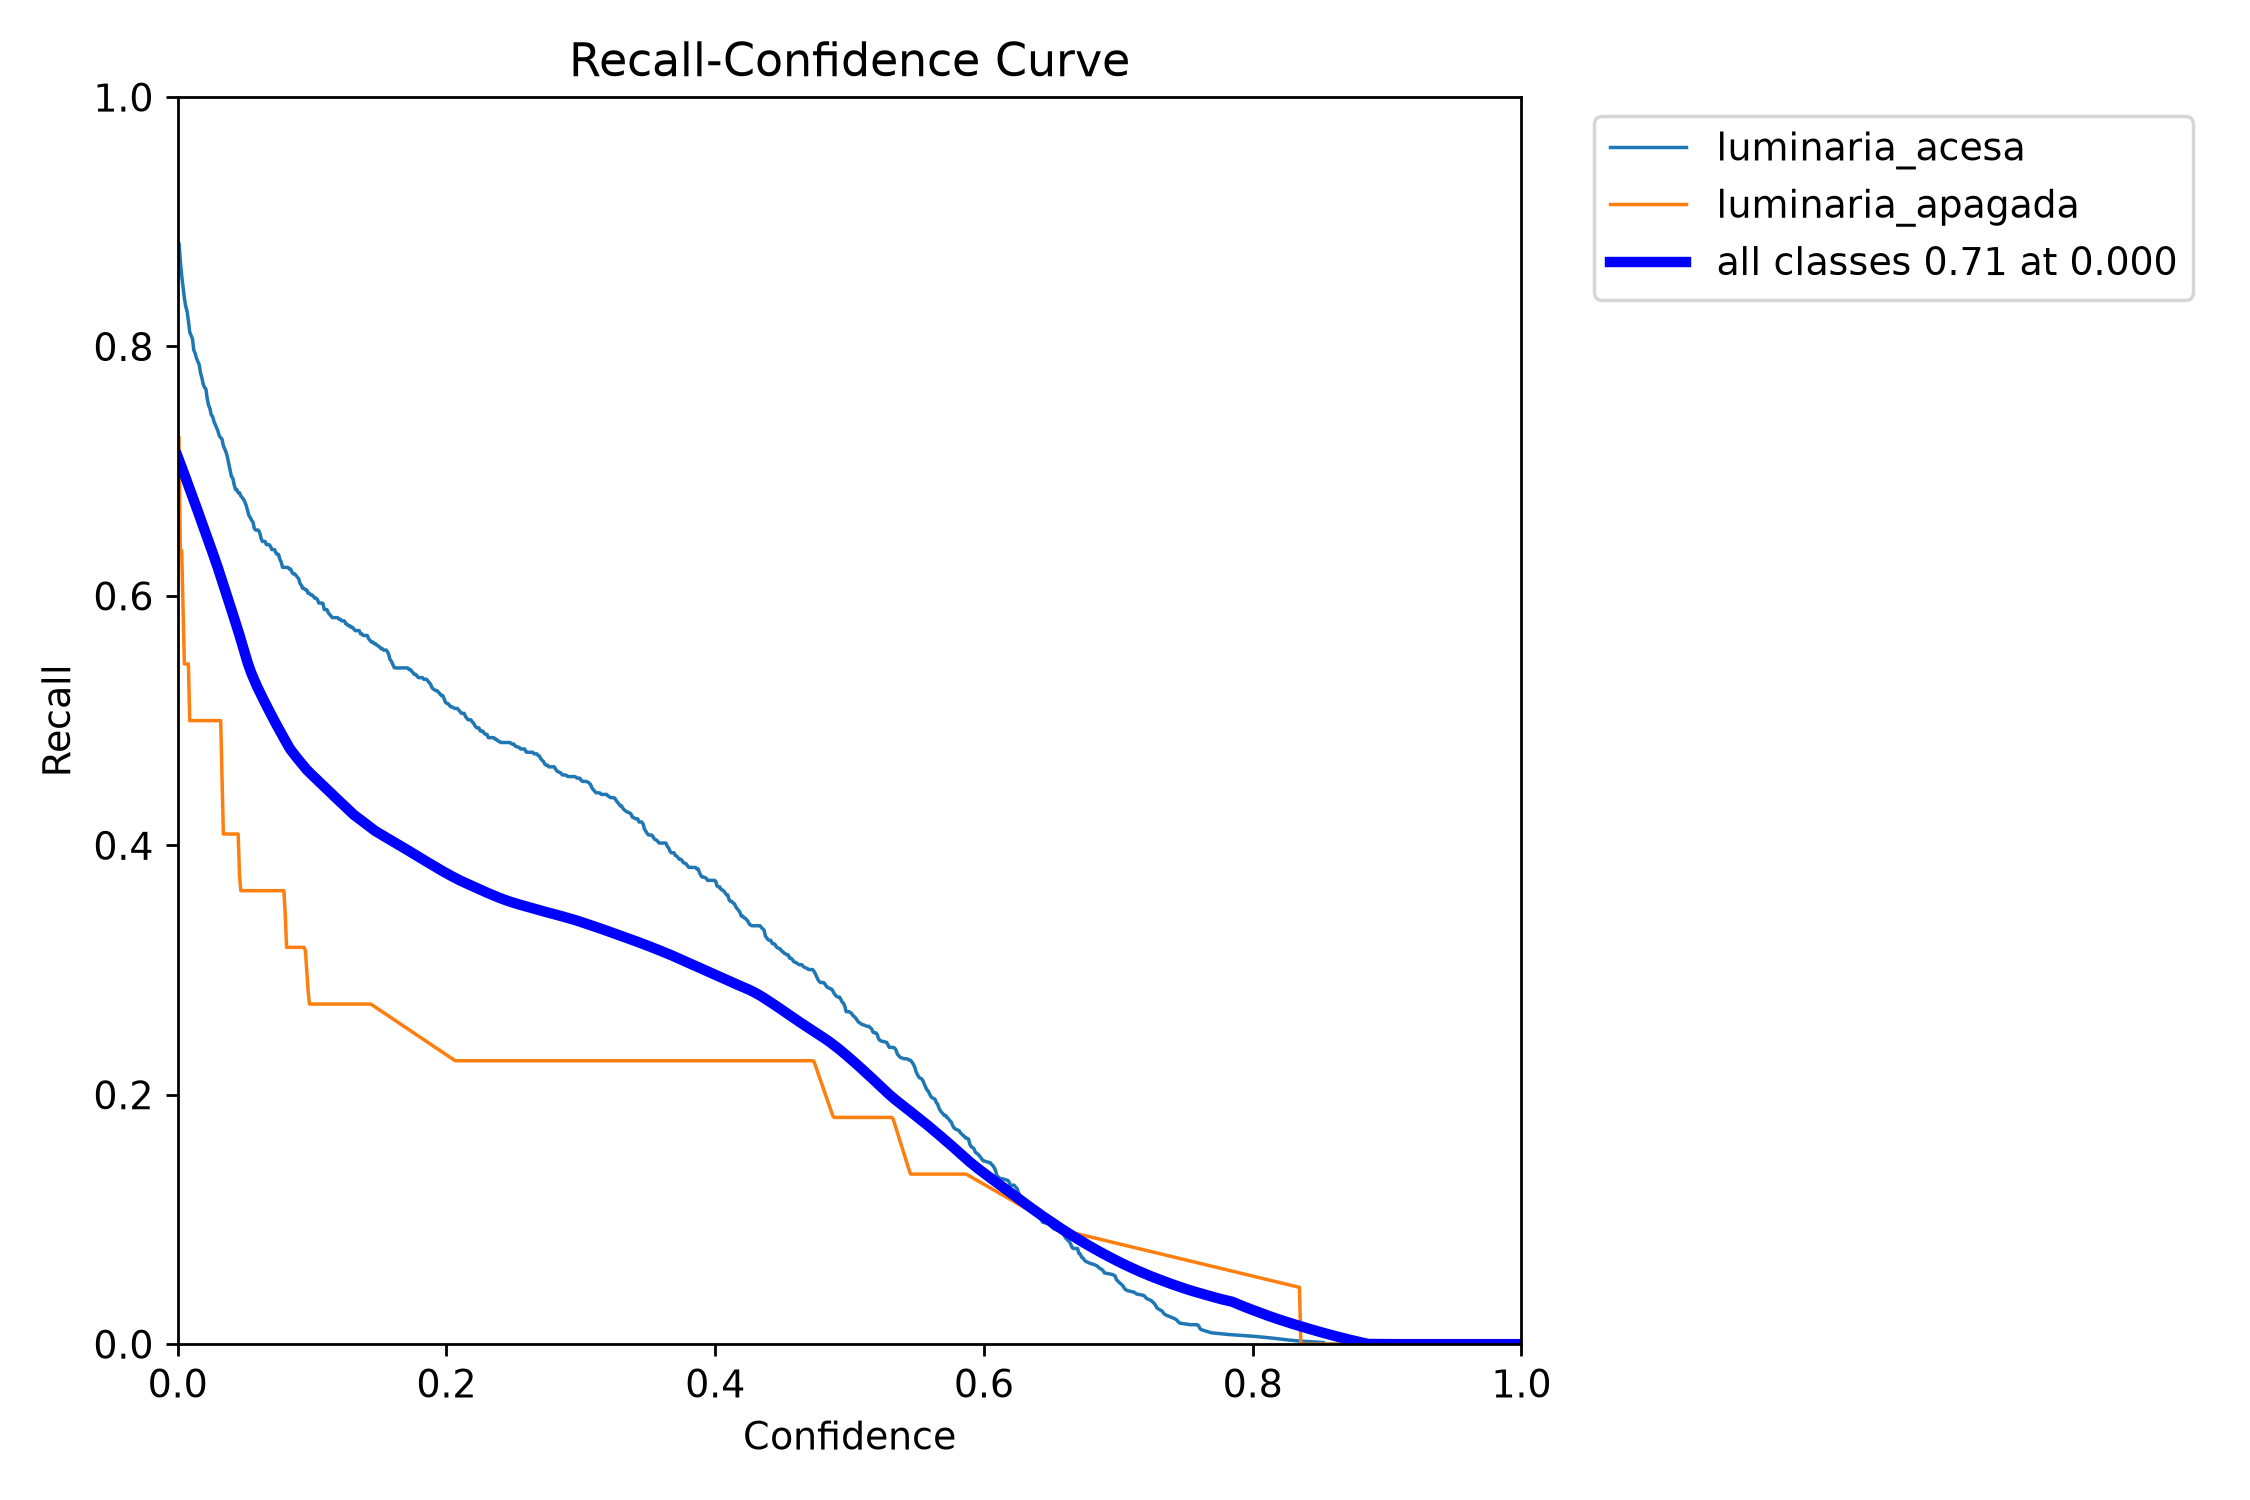 Recall-Confidence Curve
1.0
0.8
0.6
0.4
0.2
0.0
Recall
0.0 0.2 0.4 0.6 0.8 1.0
Confidence
luminaria_acesa
luminaria_apagada
all classes 0.71 at 0.000